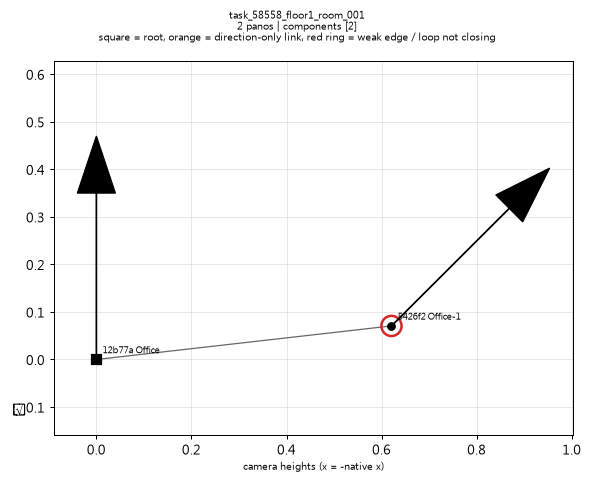 task_58558_floor1_room_001
2 panos | components [2]
square = root, orange = direction-only link, red ring = weak edge / loop not closing
0.6
0.5
0.4
0.3
0.2
0.1
0.0
0.1
12b77a Office
Office-1
0.0
0.2
0.4
0.6
0.8
1.0
camera heights (x = -native x)